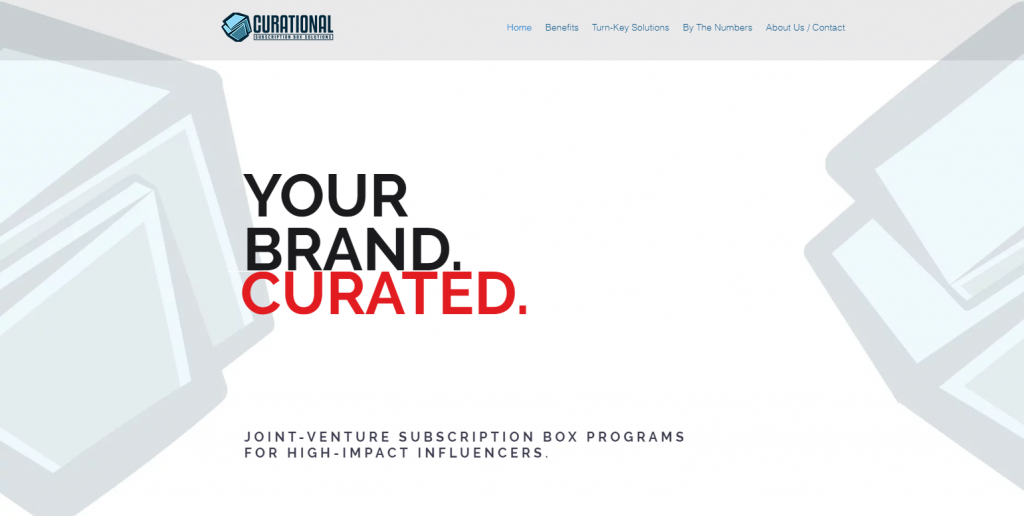 CURATIONAL
SUBSCRIPTION BOX SOLUTIONS
Home Benefits Turn-Key Solutions By The Numbers About Us / Contact
YOUR
BRAND.
CURATED.
JOINT-VENTURE SUBSCRIPTION BOX PROGRAMS
FOR HIGH-IMPACT INFLUENCERS.